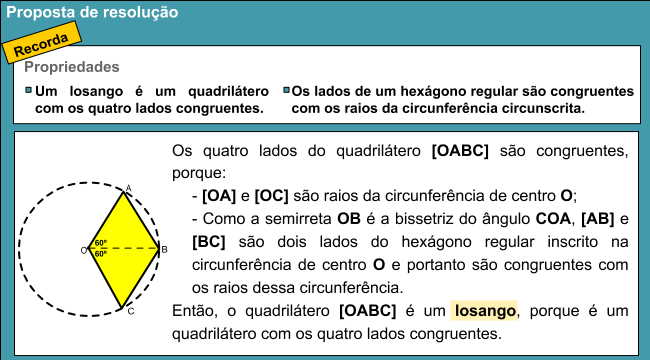 Proposta de resolução
Recorda
Propriedades
Um losango é um quadrilátero
com os quatro lados congruentes.
Os lados de um hexágono regular são congruentes
com os raios da circunferência circunscrita.
Os quatro lados do quadrilátero [OABC] são congruentes,
porque:
- [OA] e [OC] são raios da circunferência de centro O;
- Como a semirreta OB é a bissetriz do ângulo COA, [AB] e
[BC] são dois lados do hexágono regular inscrito na
circunferência de centro O e portanto são congruentes com
os raios dessa circunferência.
Então, o quadrilátero [OABC] é um losango, porque é um
quadrilátero com os quatro lados congruentes.
A
60º
O
B
60º
C